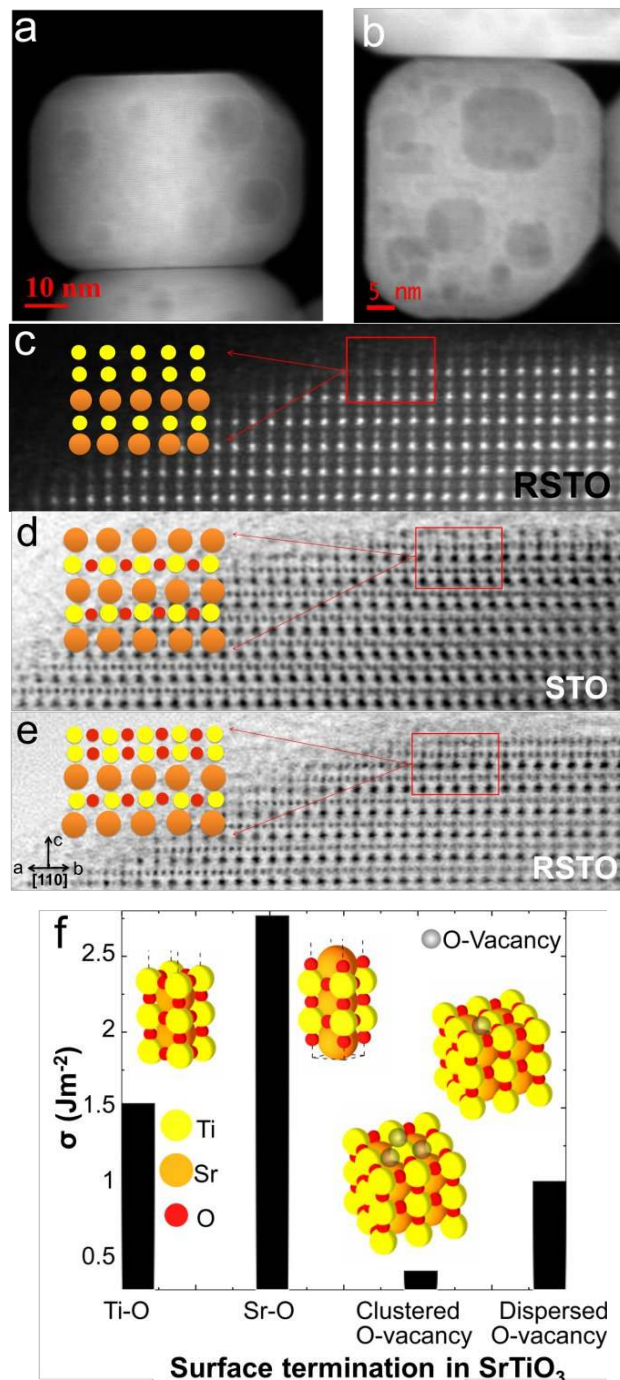 a
b
10 nm
5 nm
c
RSTO
d
STO
e
c
a
b
[110]
RSTO
f
O-Vacancy
2.5
2
1.5
1
0.5
σ (Jm⁻²)
Ti
Sr
O
Ti-O
Sr-O
Clustered
O-vacancy
Dispersed
O-vacancy
Surface termination in SrTiO₃